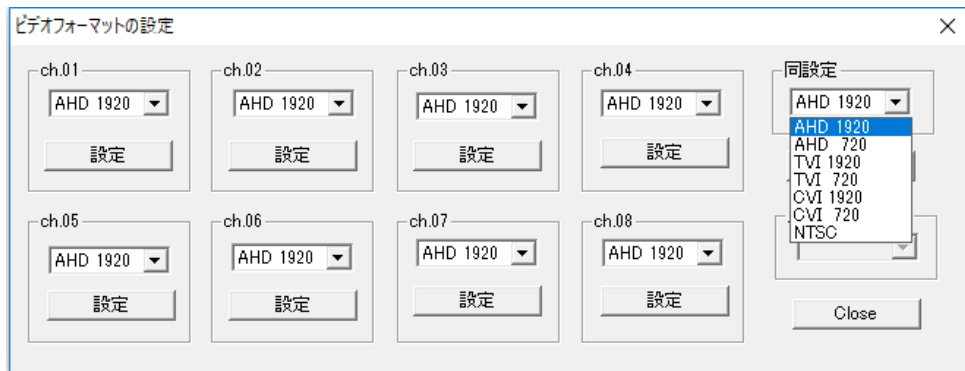 ビデオフォーマットの設定
ch.01
AHD 1920
設定
ch.02
AHD 1920
設定
ch.03
AHD 1920
設定
ch.04
AHD 1920
設定
同設定
AHD 1920
AHD 1920
AHD 720
TVI 1920
TVI 720
CVI 1920
CVI 720
NTSC
ch.05
AHD 1920
設定
ch.06
AHD 1920
設定
ch.07
AHD 1920
設定
ch.08
AHD 1920
設定
Close